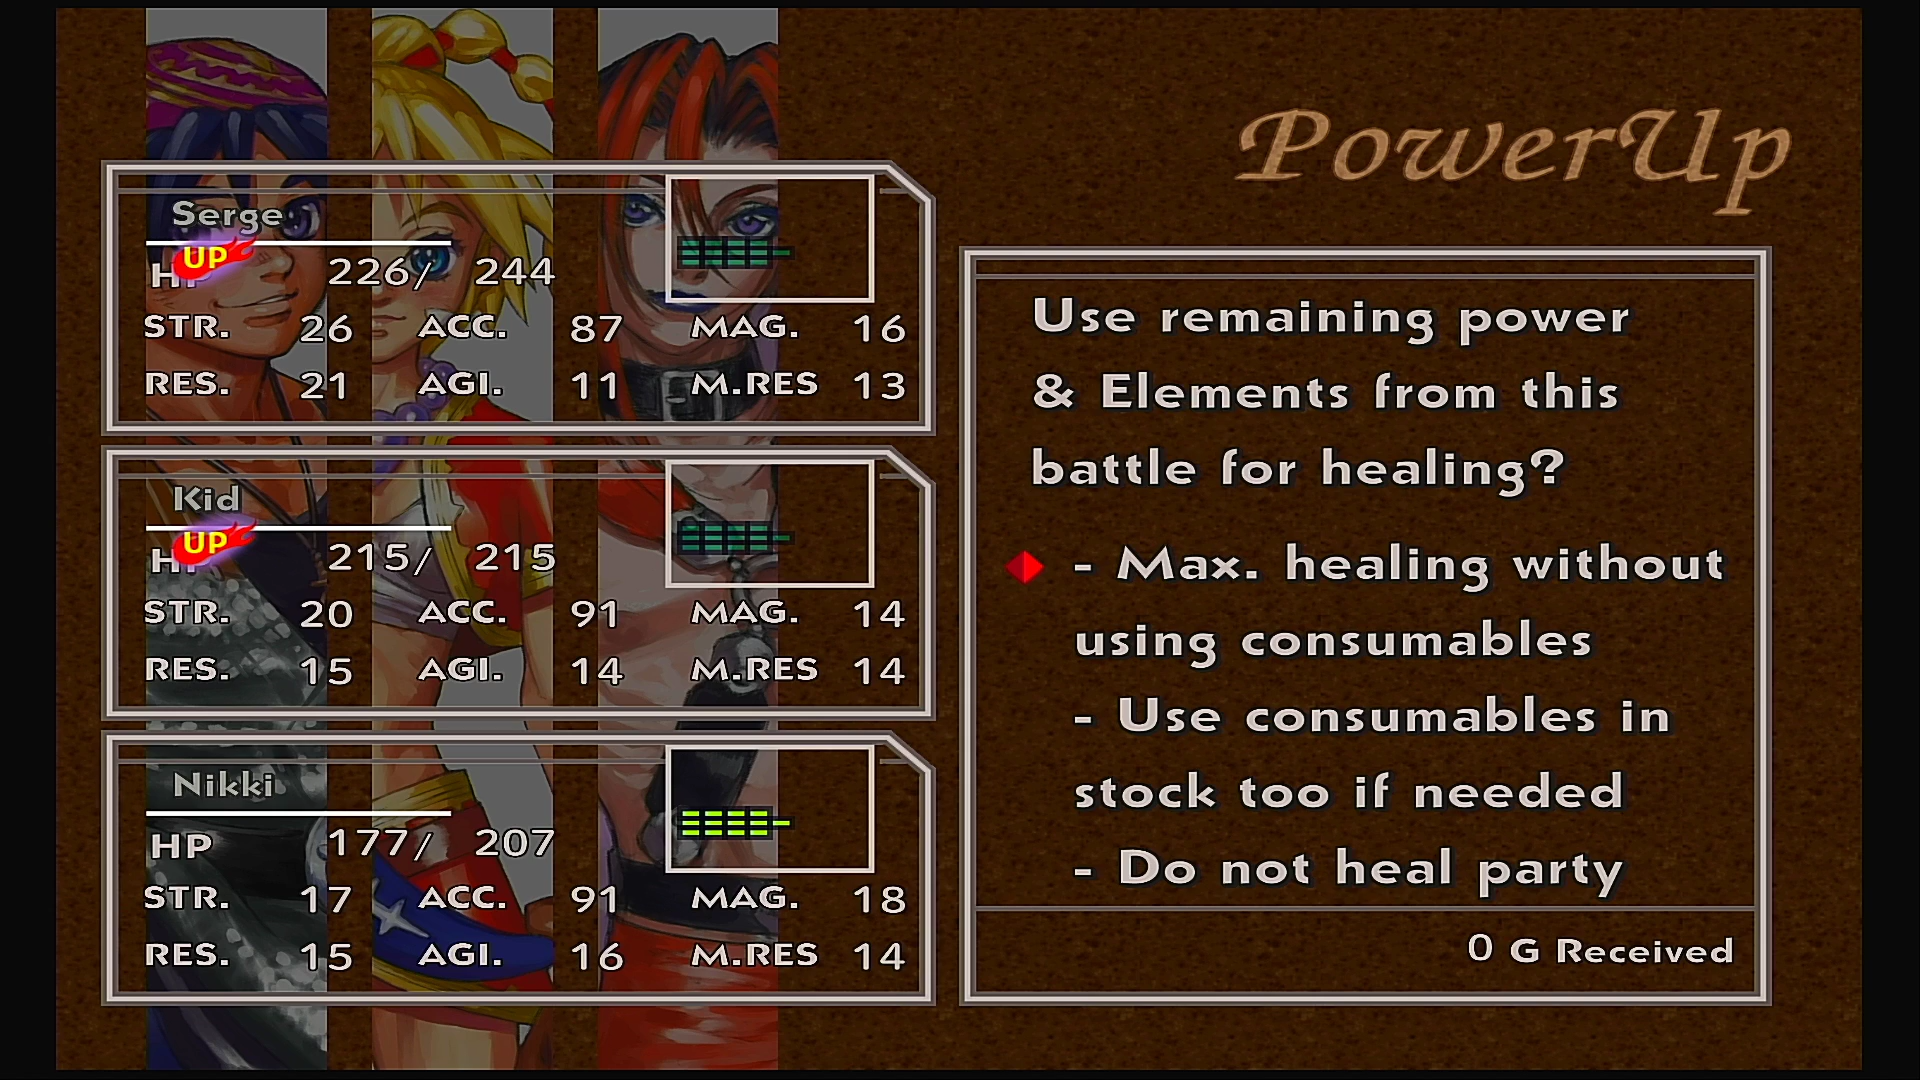 PowerUp
Serge
UP
HP 226/ 244
STR. 26 ACC. 87 MAG. 16
RES. 21 AGI. 11 M.RES 13
Kid
UP
HP 215/ 215
STR. 20 ACC. 91 MAG. 14
RES. 15 AGI. 14 M.RES 14
Nikki
HP 177/ 207
STR. 17 ACC. 91 MAG. 18
RES. 15 AGI. 16 M.RES 14
Use remaining power
& Elements from this
battle for healing?
- Max. healing without
using consumables
- Use consumables in
stock too if needed
- Do not heal party
0 G Received